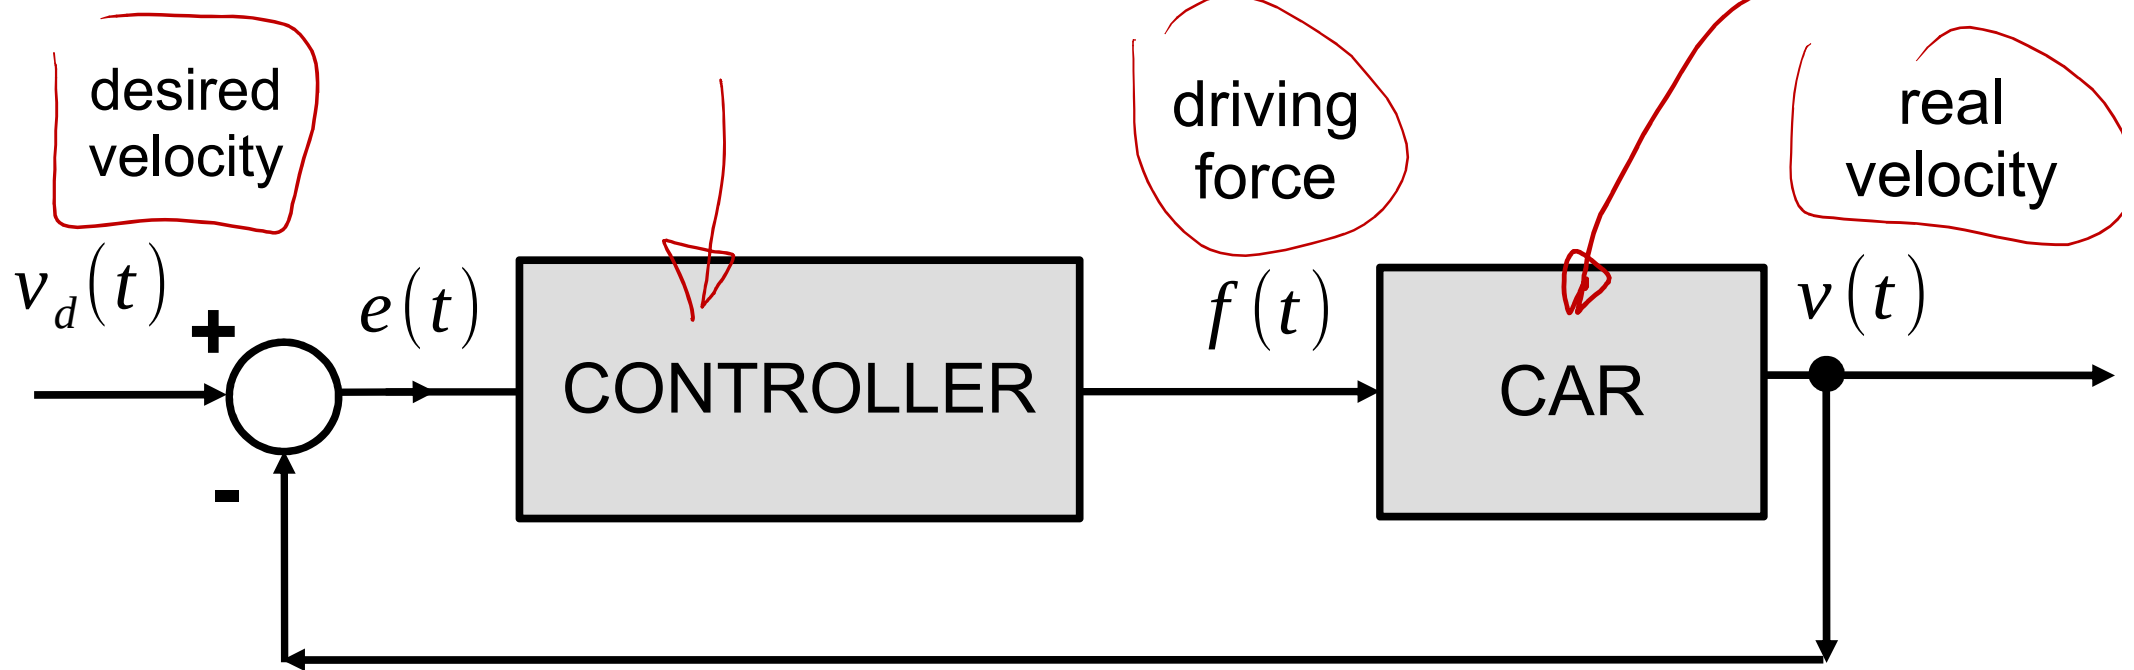 desired
velocity
driving
force
real
velocity
v_d(t)
+
e(t)
f(t)
v(t)
CONTROLLER
CAR
-